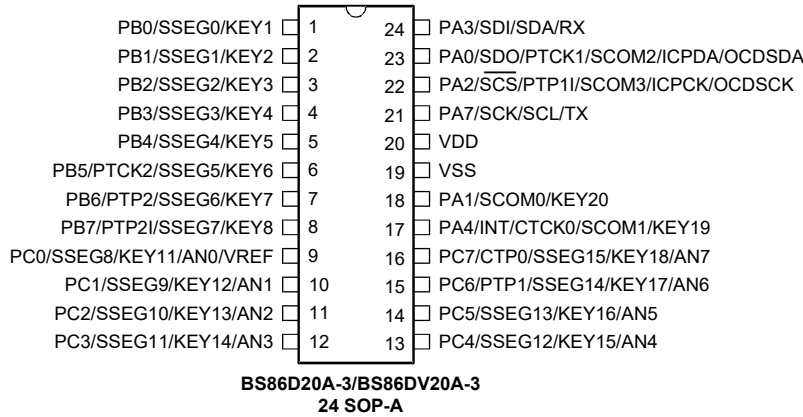 PB0/SSEG0/KEY1 1 24 PA3/SDI/SDA/RX
PB1/SSEG1/KEY2 2 23 PA0/SDO/PTCK1/SCOM2/ICPDA/OCDSDA
PB2/SSEG2/KEY3 3 22 PA2/SCS/PTP1I/SCOM3/ICPCK/OCDSCK
PB3/SSEG3/KEY4 4 21 PA7/SCK/SCL/TX
PB4/SSEG4/KEY5 5 20 VDD
PB5/PTCK2/SSEG5/KEY6 6 19 VSS
PB6/PTP2/SSEG6/KEY7 7 18 PA1/SCOM0/KEY20
PB7/PTP2I/SSEG7/KEY8 8 17 PA4/INT/CTCK0/SCOM1/KEY19
PC0/SSEG8/KEY11/AN0/VREF 9 16 PC7/CTP0/SSEG15/KEY18/AN7
PC1/SSEG9/KEY12/AN1 10 15 PC6/PTP1/SSEG14/KEY17/AN6
PC2/SSEG10/KEY13/AN2 11 14 PC5/SSEG13/KEY16/AN5
PC3/SSEG11/KEY14/AN3 12 13 PC4/SSEG12/KEY15/AN4
BS86D20A-3/BS86DV20A-3
24 SOP-A